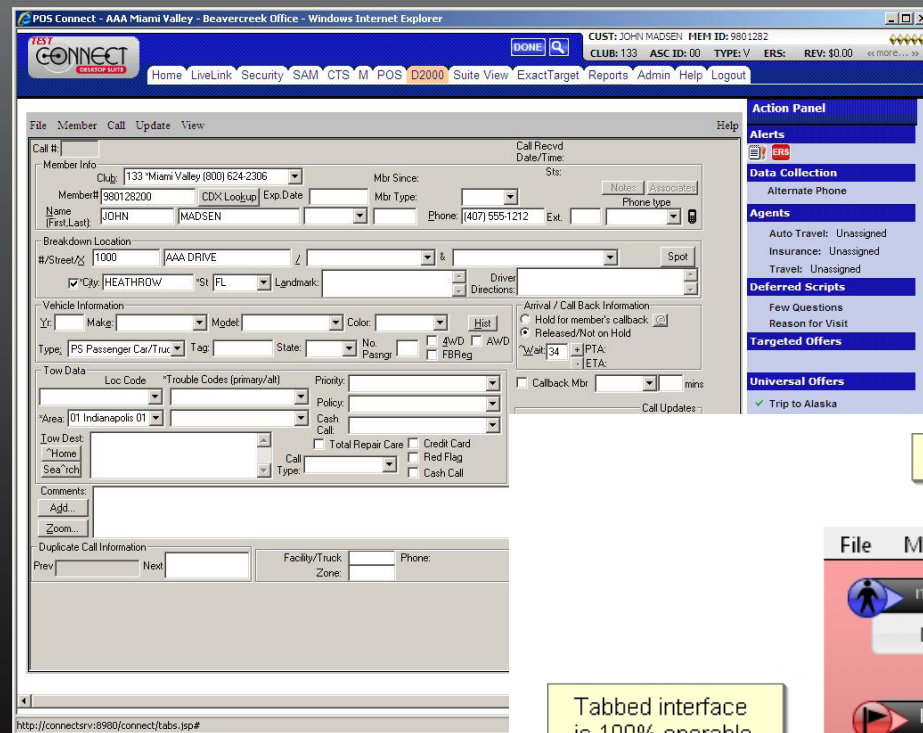 POS Connect - AAA Miami Valley - Beavercreek Office - Windows Internet Explorer
TEST
CONNECT
DESKTOP SUITE
DONE
CUST: JOHN MADSEN MEM ID: 9801282
CLUB: 133 ASC ID: 00 TYPE: V ERS: REV: $0.00 «more... »
Home LiveLink Security SAM CTS M POS D2000 Suite View ExactTarget Reports Admin Help Logout
File Member Call Update View Help
Call #:
Call Recvd
Date/Time:
Member Info
Club: 133 *Miami Valley (800) 624-2306
Mbr Since:
Sts:
Notes Associates
Member# 980128200 CDX Lookup Exp.Date
Mbr Type:
Phone type
Name
(First,Last): JOHN MADSEN
Phone: (407) 555-1212 Ext.
Breakdown Location
#/Street/X 1000 AAA DRIVE / & Spot
*City: HEATHROW *St FL Landmark:
Driver
Directions:
Vehicle Information
Yr: Make: Model: Color: Hist
Type: PS Passenger Car/Truc Tag: State:
No.
Pasngr
4WD AWD
FBReg
Arrival / Call Back Information
Hold for member's callback @
Released/Not on Hold
^Wait: 34 + PTA:
- ETA:
Callback Mbr mins
Call Updates
Tow Data
Loc Code *Trouble Codes (primary/alt) Priority:
Policy:
*Area: 01 Indianapolis 01
Cash
Call:
Tow Dest:
^Home
Sea^rch
Total Repair Care Credit Card
Red Flag
Cash Call
Call
Type:
Comments:
Add...
Zoom...
Duplicate Call Information
Prev Next
Facility/Truck Phone:
Zone:
http://connectsrv:8980/connect/tabs.jsp#
Action Panel
Alerts
ERS
Data Collection
Alternate Phone
Agents
Auto Travel: Unassigned
Insurance: Unassigned
Travel: Unassigned
Deferred Scripts
Few Questions
Reason for Visit
Targeted Offers
Universal Offers
Trip to Alaska
Tabbed interface
is 100% operable
File M